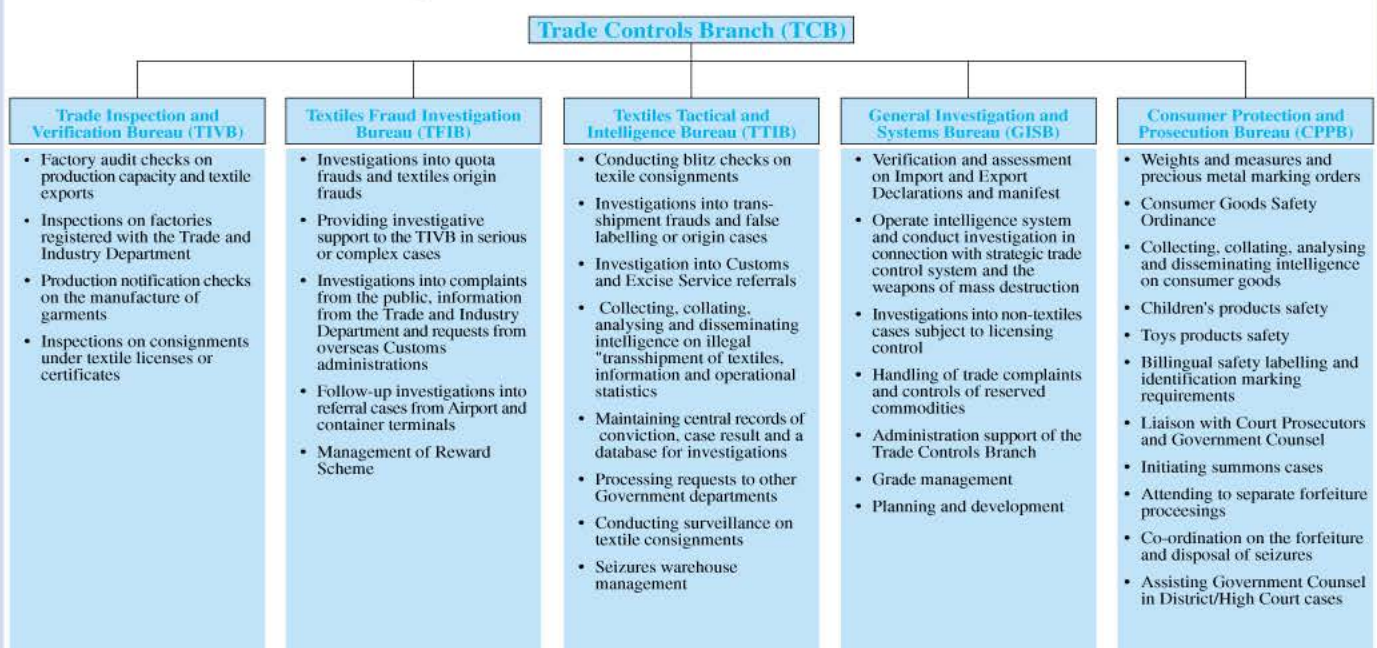 Trade Controls Branch (TCB)
Trade Inspection and
Verification Bureau (TIVB)
• Factory audit checks on
production capacity and textile
exports
• Inspections on factories
registered with the Trade and
Industry Department
• Production notification checks
on the manufacture of
garments
• Inspections on consignments
under textile licenses or
certificates
Textiles Fraud Investigation
Bureau (TFIB)
• Investigations into quota
frauds and textiles origin
frauds
• Providing investigative
support to the TIVB in serious
or complex cases
• Investigations into complaints
from the public, information
from the Trade and Industry
Department and requests from
overseas Customs
administrations
• Follow-up investigations into
referral cases from Airport and
container terminals
• Management of Reward
Scheme
Textiles Tactical and
Intelligence Bureau (TTIB)
• Conducting blitz checks on
texile consignments
• Investigations into trans-
shipment frauds and false
labelling or origin cases
• Investigation into Customs
and Excise Service referrals
• Collecting, collating,
analysing and disseminating
intelligence on illegal
"transshipment of textiles,
information and operational
statistics
• Maintaining central records of
conviction, case result and a
database for investigations
• Processing requests to other
Government departments
• Conducting surveillance on
textile consignments
• Seizures warehouse
management
General Investigation and
Systems Bureau (GISB)
• Verification and assessment
on Import and Export
Declarations and manifest
• Operate intelligence system
and conduct investigation in
connection with strategic trade
control system and the
weapons of mass destruction
• Investigations into non-textiles
cases subject to licensing
control
• Handling of trade complaints
and controls of reserved
commodities
• Administration support of the
Trade Controls Branch
• Grade management
• Planning and development
Consumer Protection and
Prosecution Bureau (CPPB)
• Weights and measures and
precious metal marking orders
• Consumer Goods Safety
Ordinance
• Collecting, collating, analysing
and disseminating intelligence
on consumer goods
• Children's products safety
• Toys products safety
• Billingual safety labelling and
identification marking
requirements
• Liaison with Court Prosecutors
and Government Counsel
• Initiating summons cases
• Attending to separate forfeiture
proceesings
• Co-ordination on the forfeiture
and disposal of seizures
• Assisting Government Counsel
in District/High Court cases